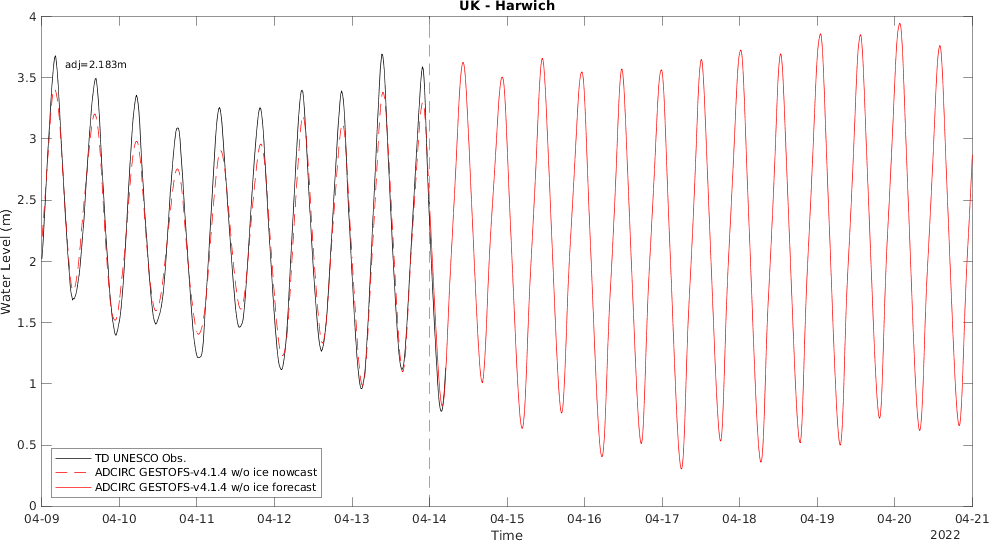 UK - Harwich
adj=2.183m
4
3.5
3
2.5
2
1.5
1
0.5
0
Water Level (m)
TD UNESCO Obs.
ADCIRC GESTOFS-v4.1.4 w/o ice nowcast
ADCIRC GESTOFS-v4.1.4 w/o ice forecast
04-09 04-10 04-11 04-12 04-13 04-14 04-15 04-16 04-17 04-18 04-19 04-20 04-21
Time
2022